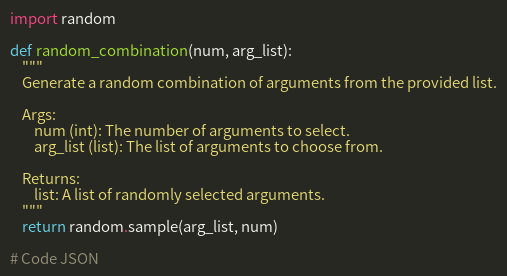 import random
def random_combination(num, arg_list):
"""
Generate a random combination of arguments from the provided list.
Args:
num (int): The number of arguments to select.
arg_list (list): The list of arguments to choose from.
Returns:
list: A list of randomly selected arguments.
"""
return random.sample(arg_list, num)
# Code JSON